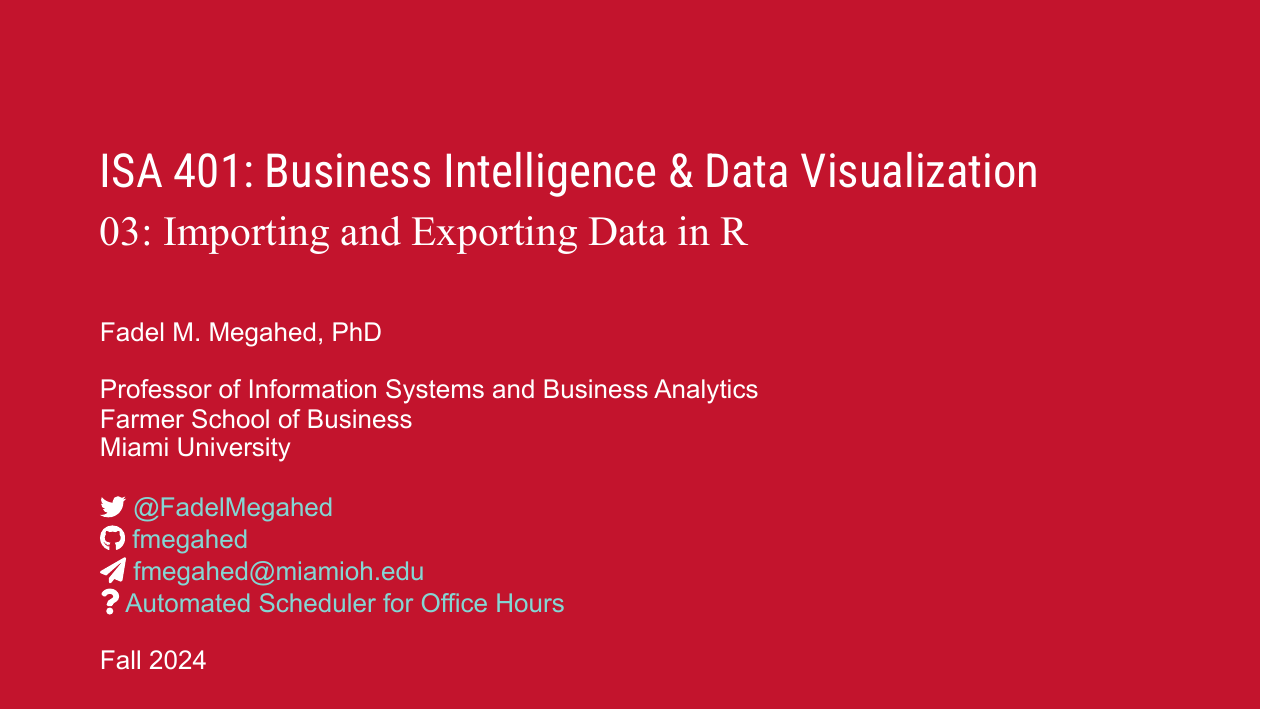 ISA 401: Business Intelligence & Data Visualization
03: Importing and Exporting Data in R
Fadel M. Megahed, PhD
Professor of Information Systems and Business Analytics
Farmer School of Business
Miami University
@FadelMegahed
fmegahed
fmegahed@miamioh.edu
Automated Scheduler for Office Hours
Fall 2024